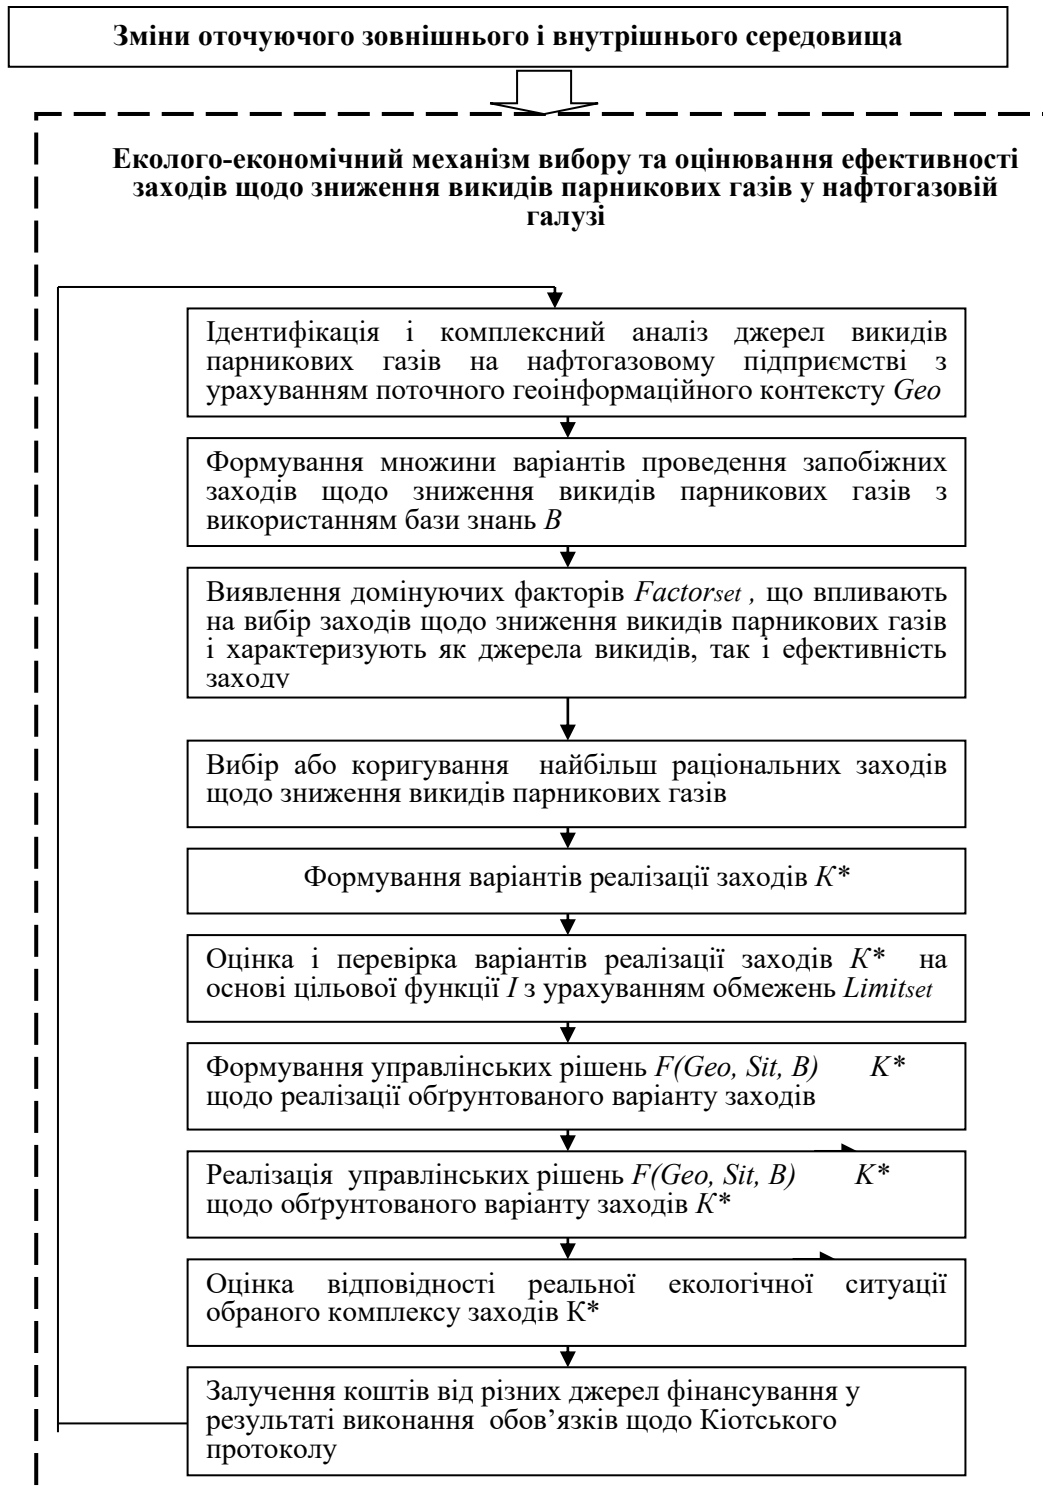 Зміни оточуючого зовнішнього і внутрішнього середовища
Еколого-економічний механізм вибору та оцінювання ефективності
заходів щодо зниження викидів парникових газів у нафтогазовій
галузі
Ідентифікація і комплексний аналіз джерел викидів
парникових газів на нафтогазовому підприємстві з
урахуванням поточного геоінформаційного контексту Geo
Формування множини варіантів проведення запобіжних
заходів щодо зниження викидів парникових газів з
використанням бази знань B
Виявлення домінуючих факторів Factorset , що впливають
на вибір заходів щодо зниження викидів парникових газів
і характеризують як джерела викидів, так і ефективність
заходу
Вибір або коригування найбільш раціональних заходів
щодо зниження викидів парникових газів
Формування варіантів реалізації заходів K*
Оцінка і перевірка варіантів реалізації заходів K* на
основі цільової функції I з урахуванням обмежень Limitset
Формування управлінських рішень F(Geo, Sit, B) K*
щодо реалізації обґрунтованого варіанту заходів
Реалізація управлінських рішень F(Geo, Sit, B) K*
щодо обґрунтованого варіанту заходів K*
Оцінка відповідності реальної екологічної ситуації
обраного комплексу заходів К*
Залучення коштів від різних джерел фінансування у
результаті виконання обов’язків щодо Кіотського
протоколу